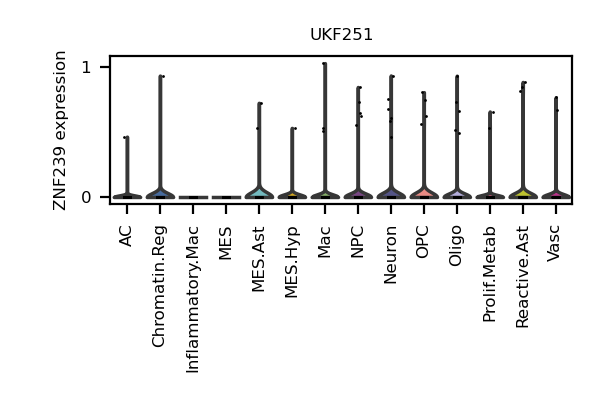 UKF251
ZNF239 expression
1
0
AC
Chromatin.Reg
Inflammatory.Mac
MES
MES.Ast
MES.Hyp
Mac
NPC
Neuron
OPC
Oligo
Prolif.Metab
Reactive.Ast
Vasc